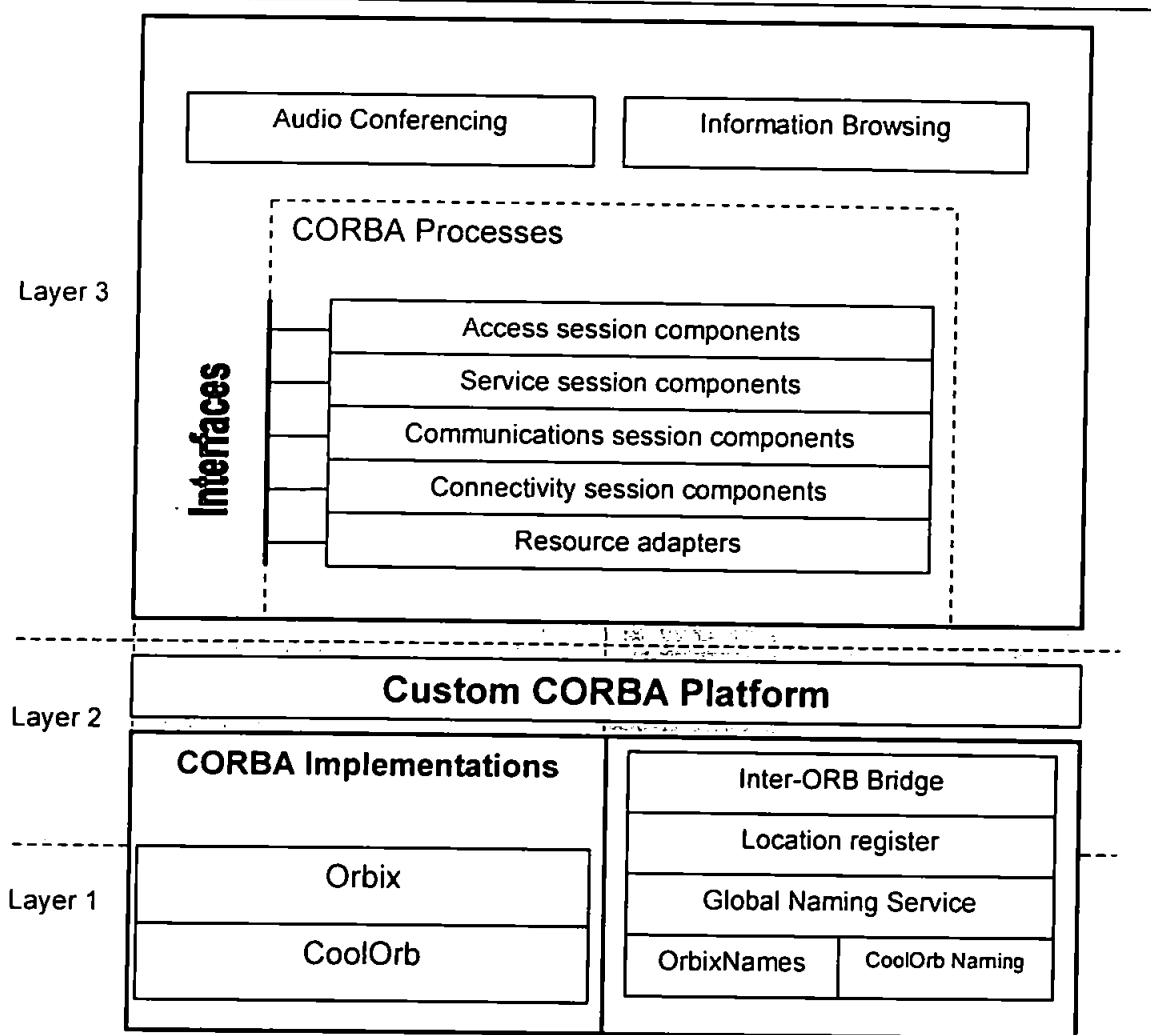 Audio Conferencing
Information Browsing
CORBA Processes
Layer 3
Interfaces
Access session components
Service session components
Communications session components
Connectivity session components
Resource adapters
Custom CORBA Platform
Layer 2
CORBA Implementations
Inter-ORB Bridge
Location register
Orbix
Layer 1
Global Naming Service
CoolOrb
OrbixNames
CoolOrb Naming